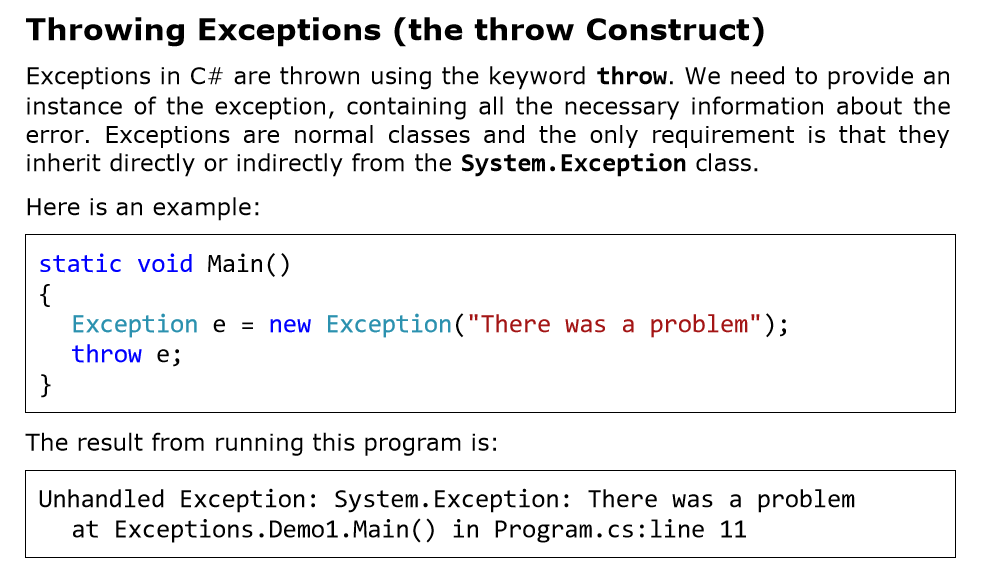 Throwing Exceptions (the throw Construct)
Exceptions in C# are thrown using the keyword throw. We need to provide an
instance of the exception, containing all the necessary information about the
error. Exceptions are normal classes and the only requirement is that they
inherit directly or indirectly from the System.Exception class.
Here is an example:
static void Main()
{
Exception e = new Exception("There was a problem");
throw e;
}
The result from running this program is:
Unhandled Exception: System.Exception: There was a problem
at Exceptions.Demo1.Main() in Program.cs:line 11